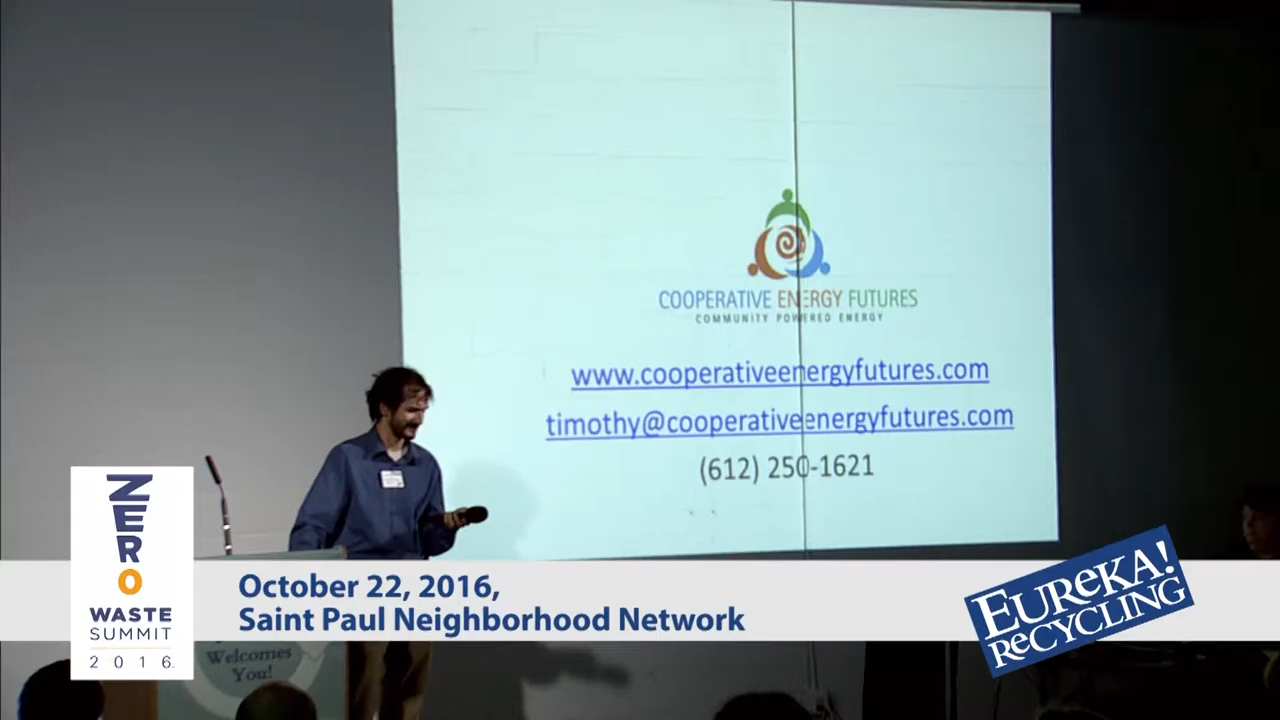 COOPERATIVE ENERGY FUTURES
COMMUNITY POWERED ENERGY
www.cooperativeenergyfutures.com
timothy@cooperativeenergyfutures.com
(612) 250-1621
ZERO
WASTE
SUMMIT
2016
October 22, 2016,
Saint Paul Neighborhood Network
EUReKA!
ReCYCLING
Welcomes
You!